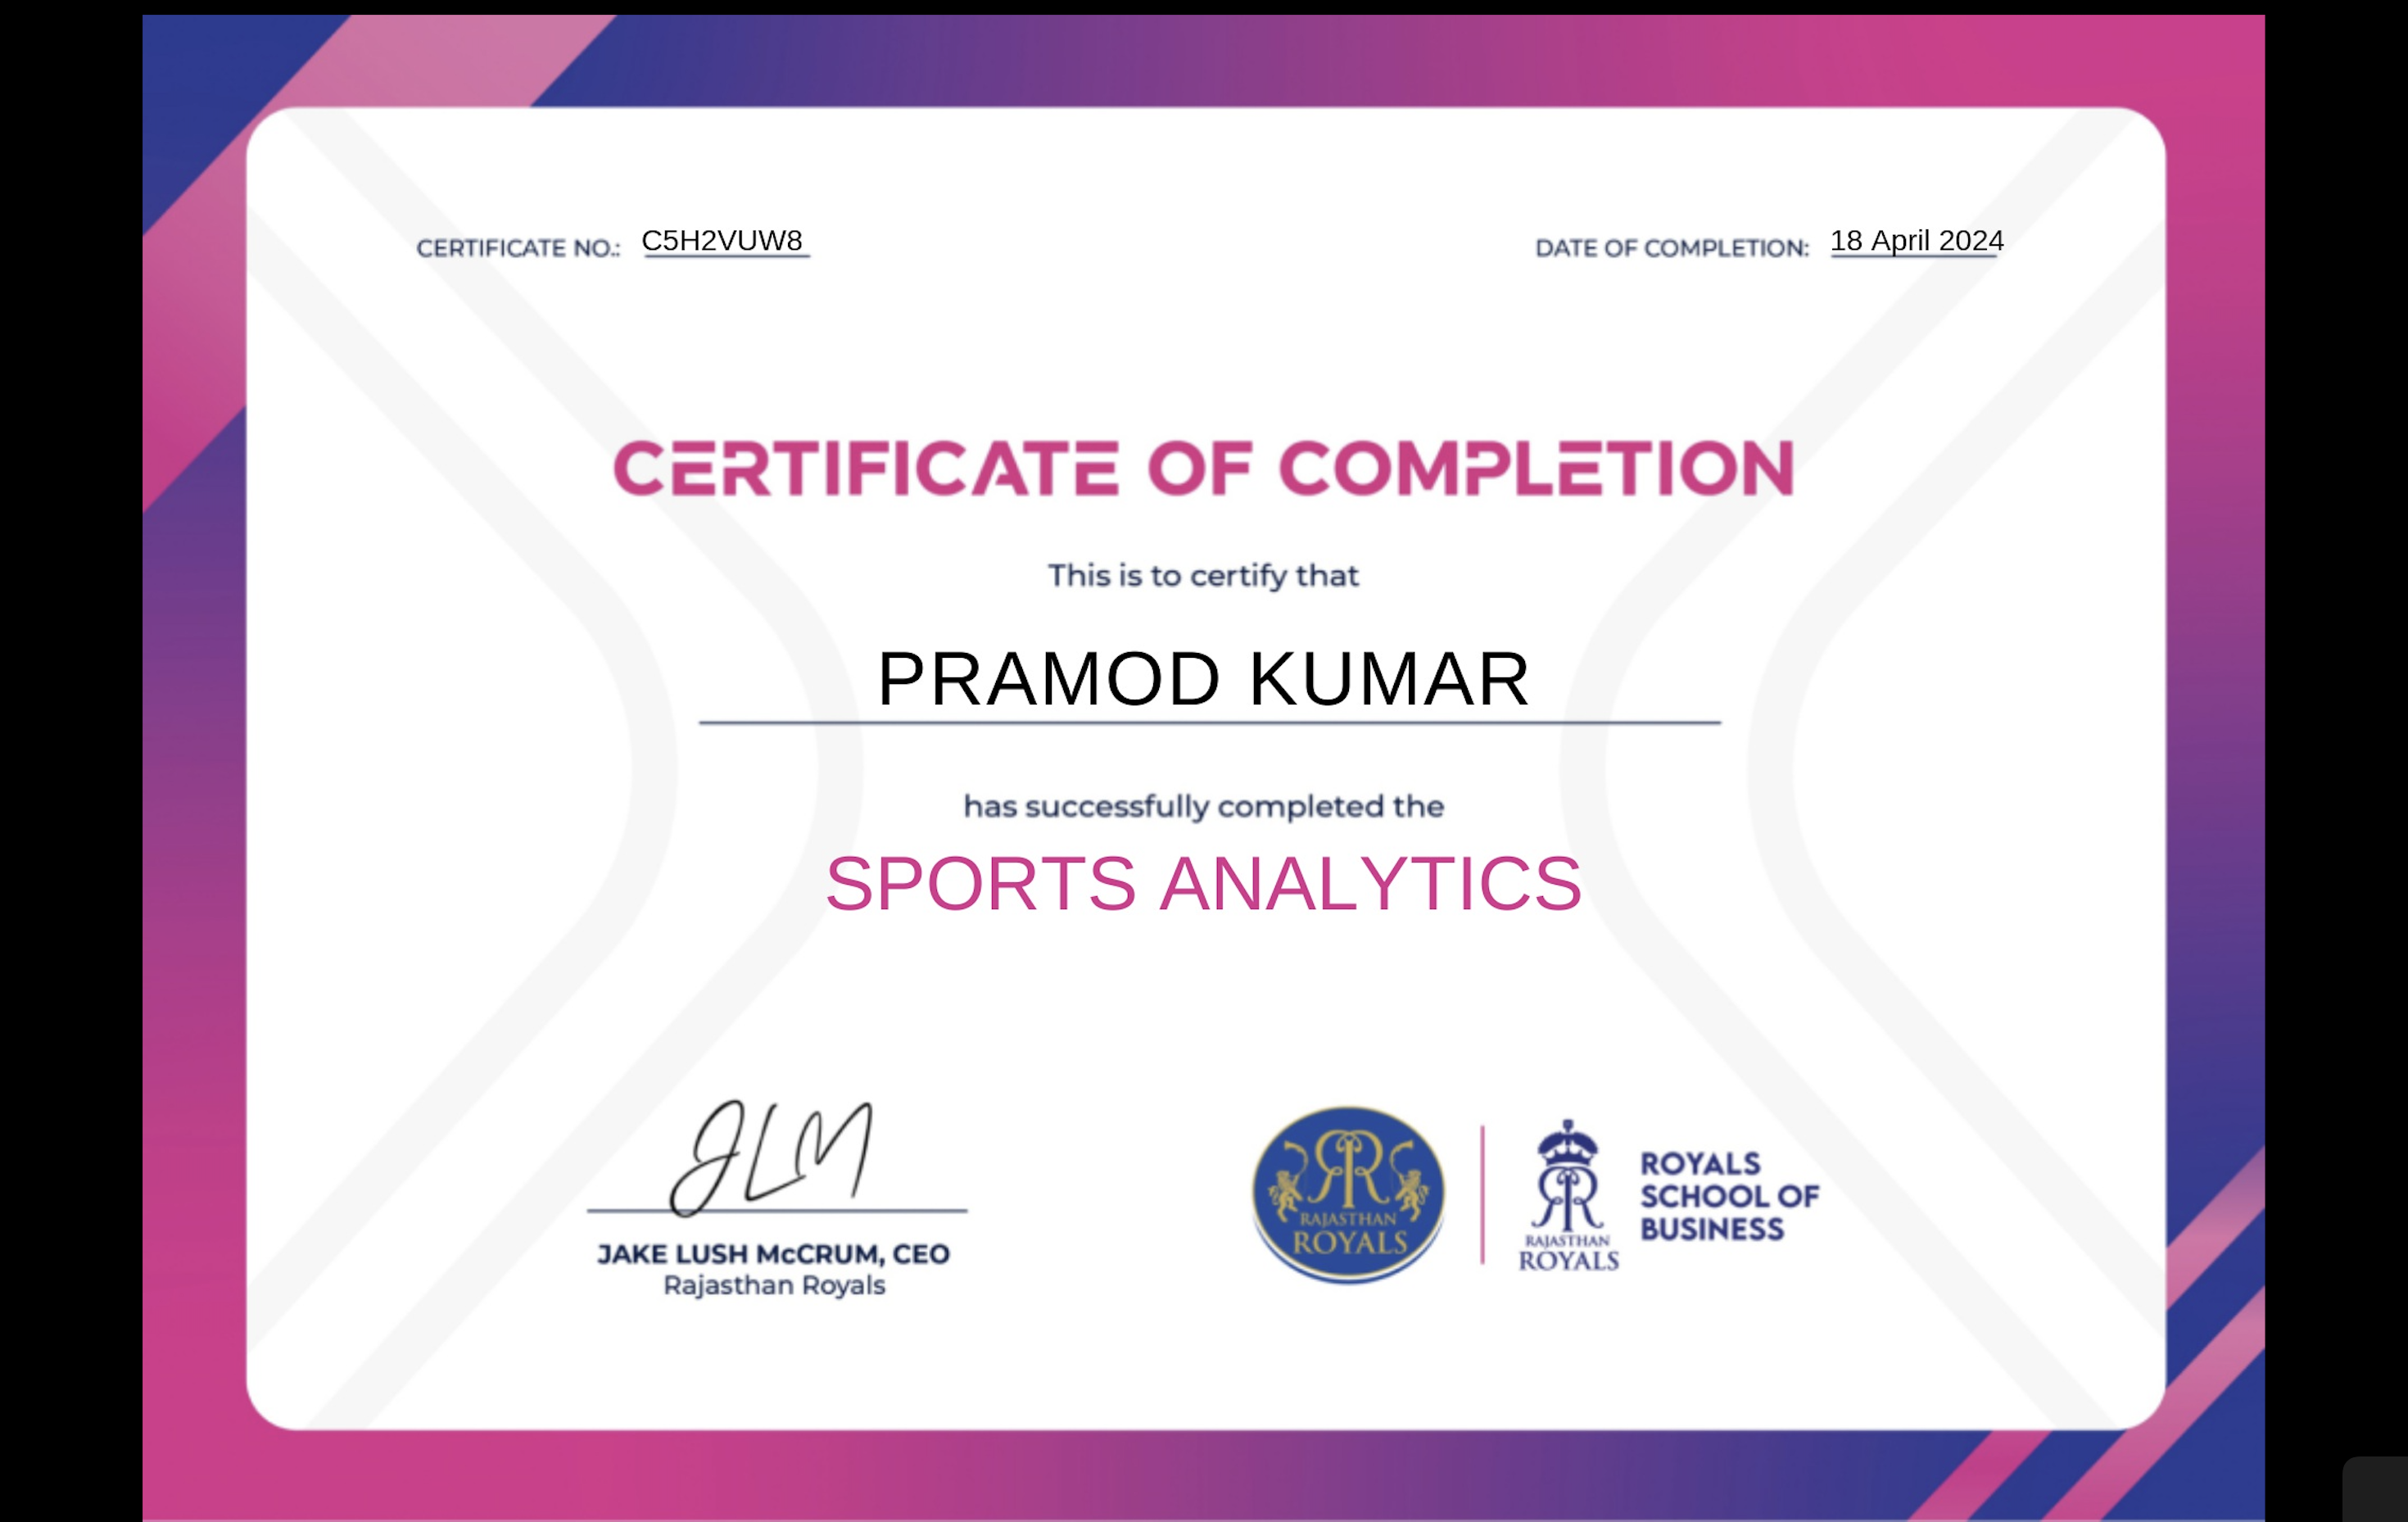 CERTIFICATE NO.: C5H2VUW8
DATE OF COMPLETION: 18 April 2024
CERTIFICATE OF COMPLETION
This is to certify that
PRAMOD KUMAR
has successfully completed the
SPORTS ANALYTICS
JLM
JAKE LUSH McCRUM, CEO
Rajasthan Royals
RR
RAJASTHAN
ROYALS
RR
RAJASTHAN
ROYALS
ROYALS
SCHOOL OF
BUSINESS